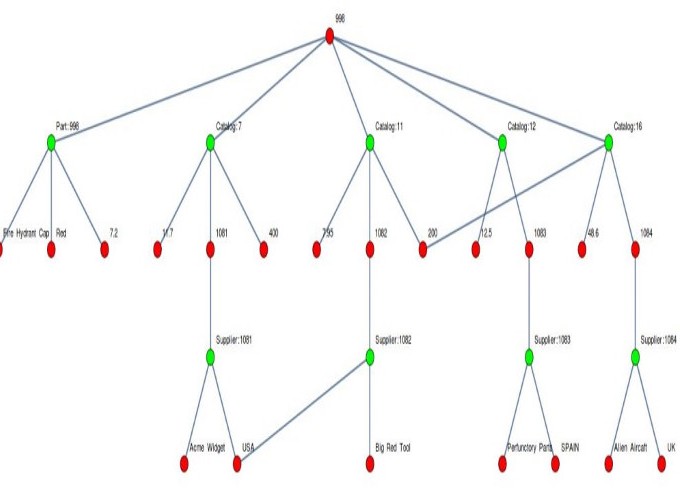 998
Part:998
Catalog:7
Catalog:11
Catalog:12
Catalog:16
Fire Hydrant Cap
Red
7.2
11.7
1081
400
7.95
1082
200
12.5
1083
48.6
1084
Supplier:1081
Supplier:1082
Supplier:1083
Supplier:1084
Acme Widget
USA
Big Red Tool
Perfunctory Parts
SPAIN
Alien Aircaft
UK